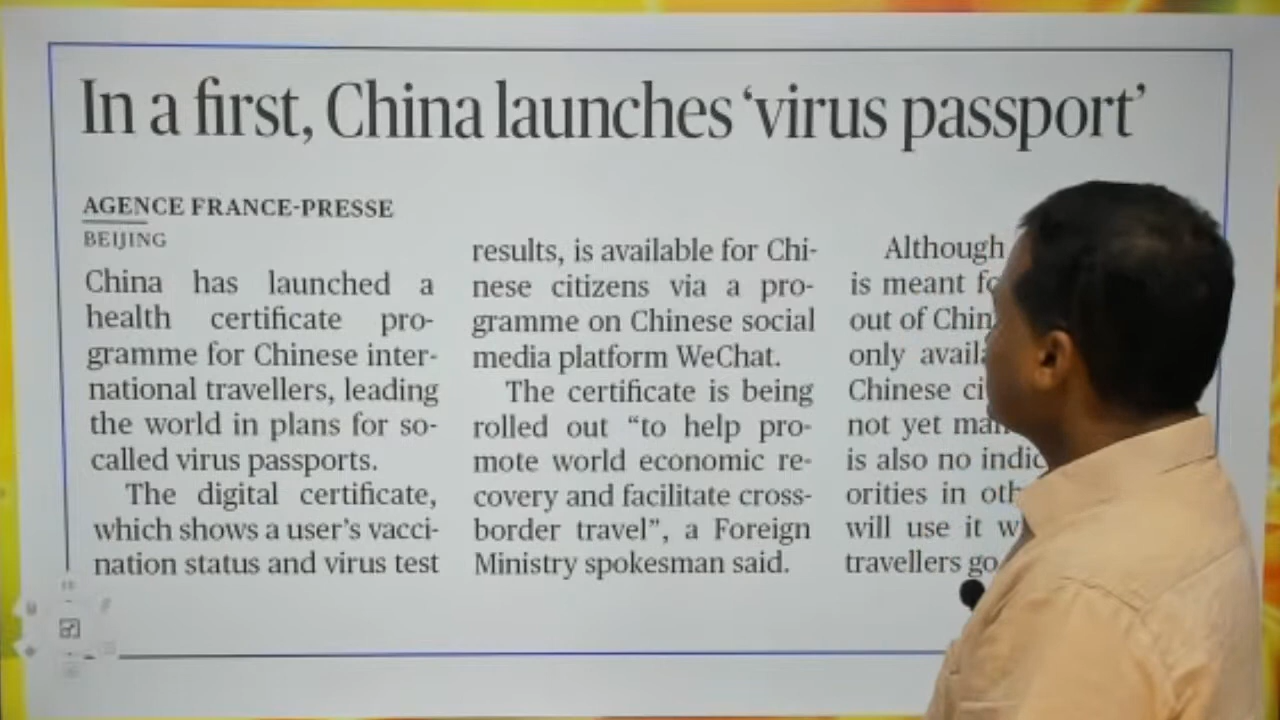 In a first, China launches ‘virus passport’
AGENCE FRANCE-PRESSE
BEIJING
China has launched a
health certificate pro-
gramme for Chinese inter-
national travellers, leading
the world in plans for so-
called virus passports.
The digital certificate,
which shows a user’s vacci-
nation status and virus test
results, is available for Chi-
nese citizens via a pro-
gramme on Chinese social
media platform WeChat.
The certificate is being
rolled out “to help pro-
mote world economic re-
covery and facilitate cross-
border travel”, a Foreign
Ministry spokesman said.
Although
is meant
out of
only
Chinese
not yet
is also no
orities in
will use it
travellers